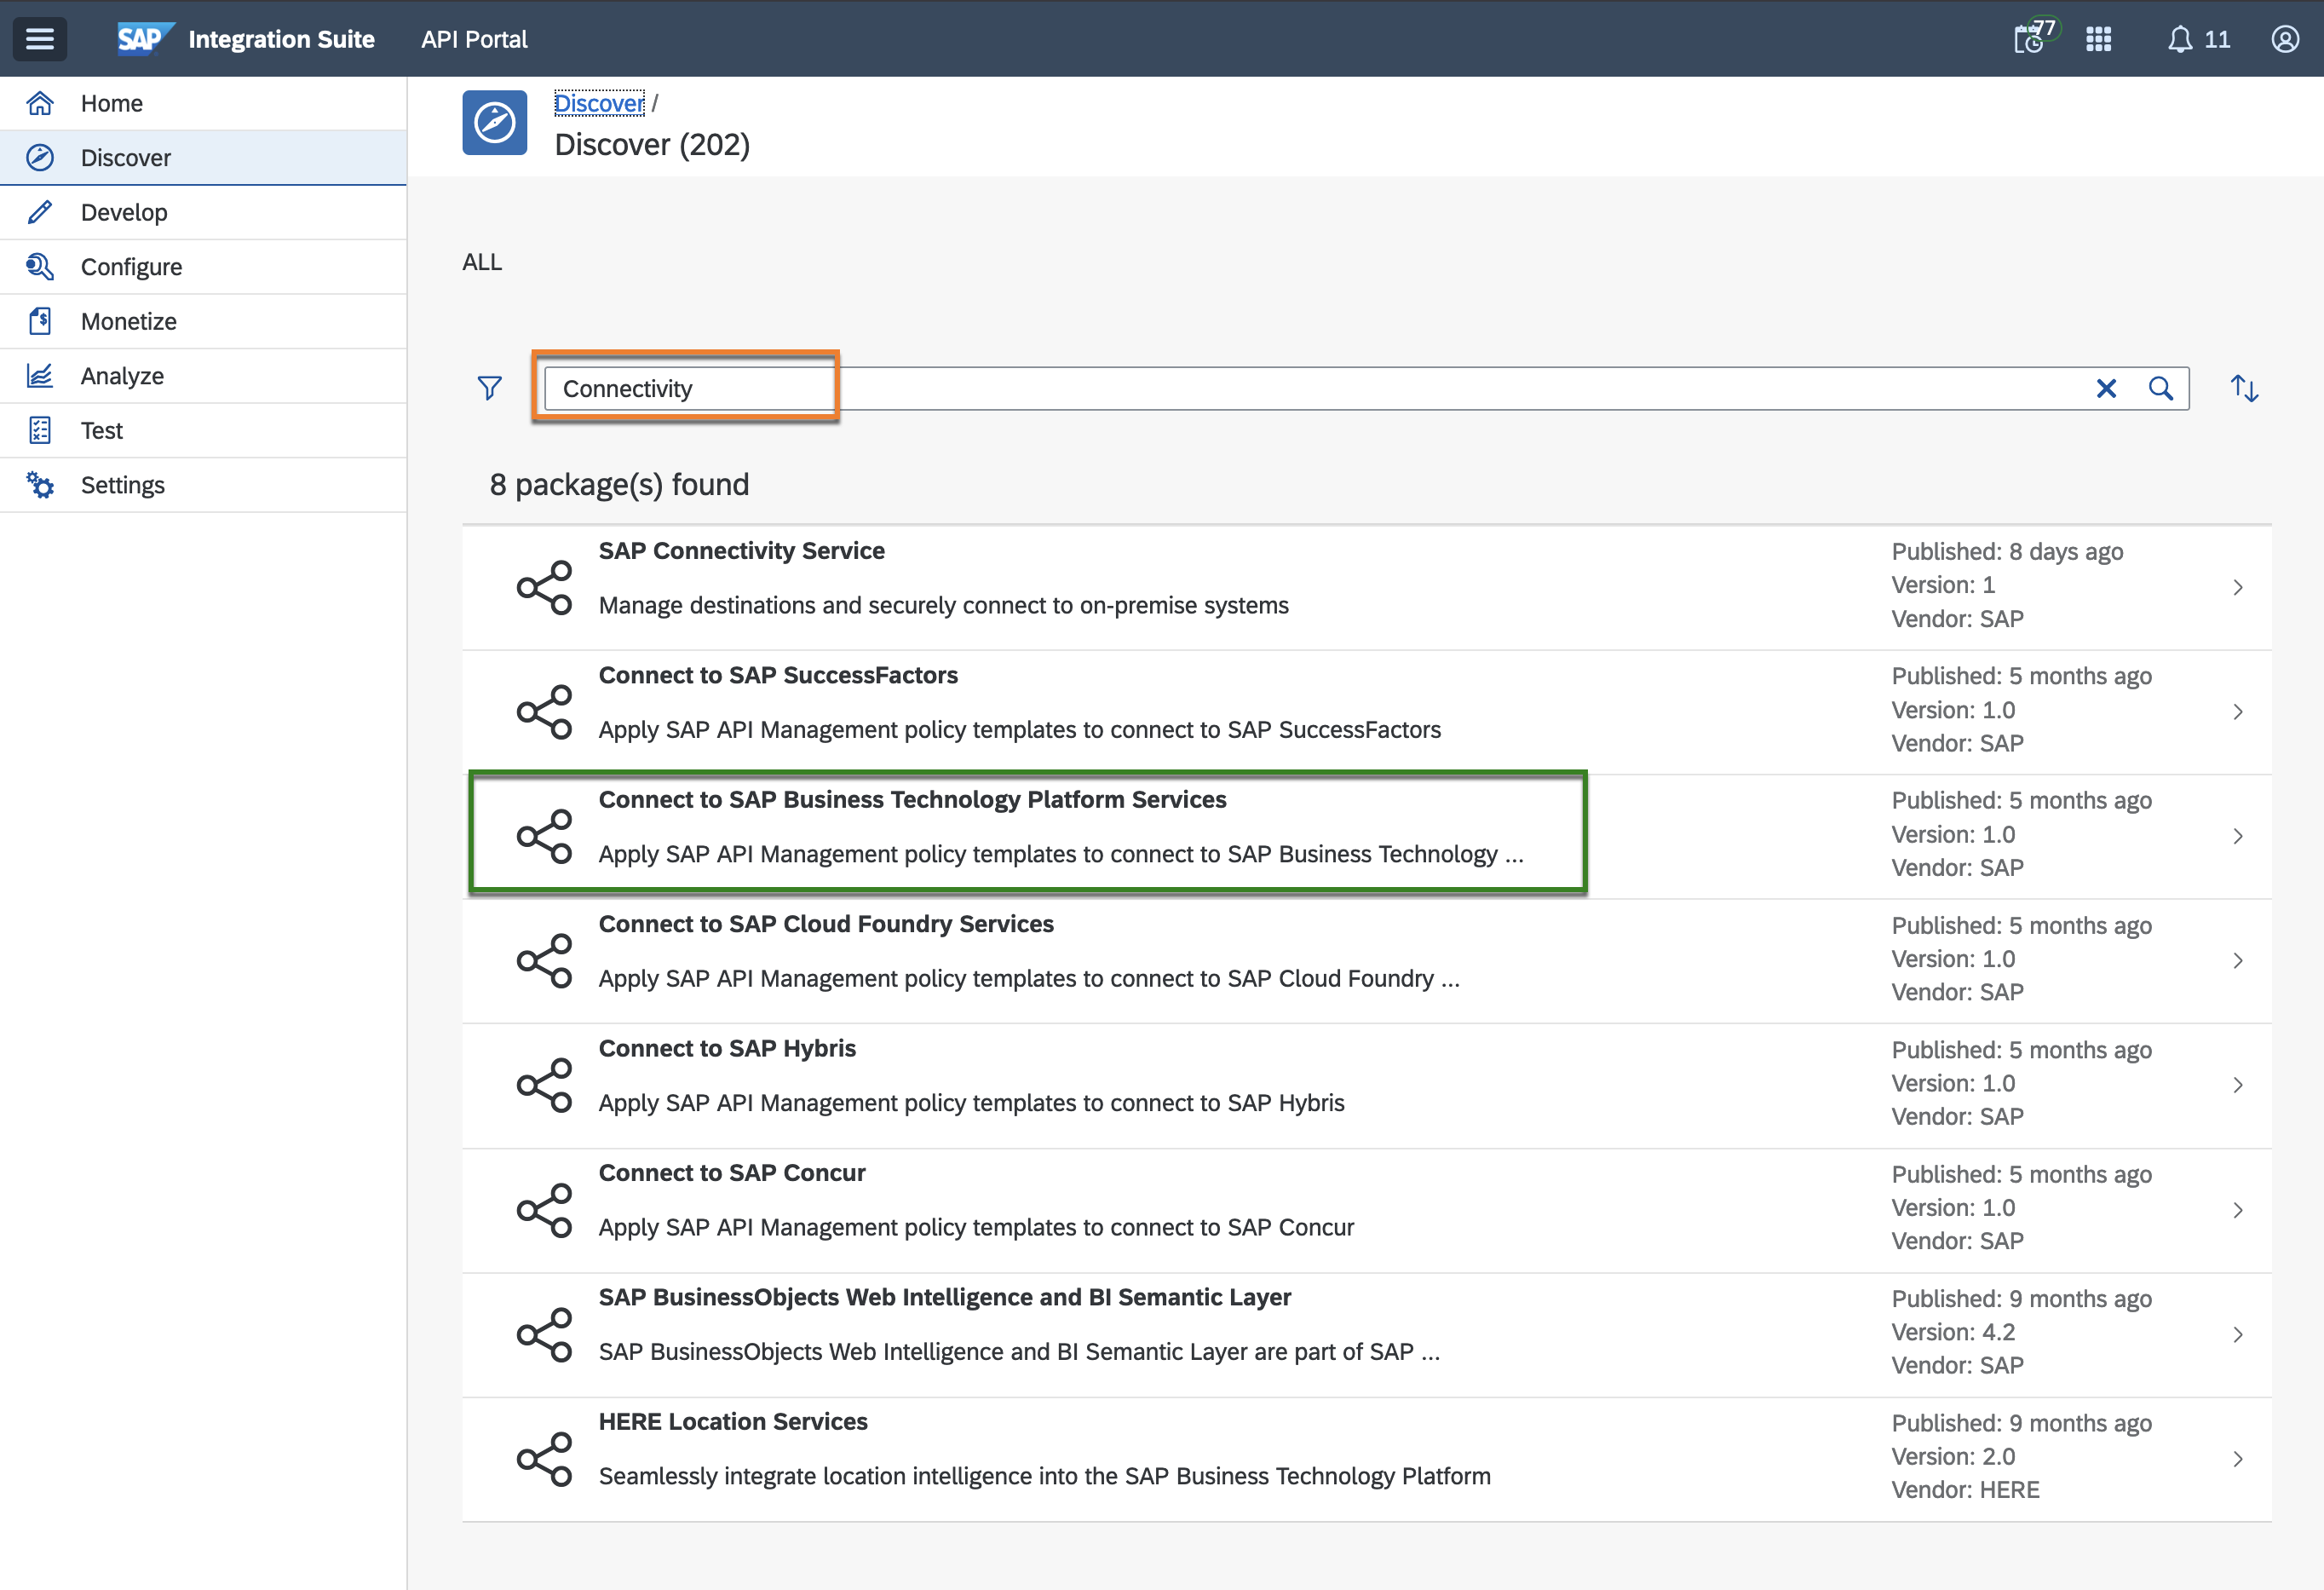 SAP Integration Suite API Portal 77 11
Home
Discover
Develop
Configure
Monetize
Analyze
Test
Settings
Discover /
Discover (202)
ALL
Connectivity
8 package(s) found
SAP Connectivity Service
Manage destinations and securely connect to on-premise systems
Published: 8 days ago
Version: 1
Vendor: SAP
Connect to SAP SuccessFactors
Apply SAP API Management policy templates to connect to SAP SuccessFactors
Published: 5 months ago
Version: 1.0
Vendor: SAP
Connect to SAP Business Technology Platform Services
Apply SAP API Management policy templates to connect to SAP Business Technology ...
Published: 5 months ago
Version: 1.0
Vendor: SAP
Connect to SAP Cloud Foundry Services
Apply SAP API Management policy templates to connect to SAP Cloud Foundry ...
Published: 5 months ago
Version: 1.0
Vendor: SAP
Connect to SAP Hybris
Apply SAP API Management policy templates to connect to SAP Hybris
Published: 5 months ago
Version: 1.0
Vendor: SAP
Connect to SAP Concur
Apply SAP API Management policy templates to connect to SAP Concur
Published: 5 months ago
Version: 1.0
Vendor: SAP
SAP BusinessObjects Web Intelligence and BI Semantic Layer
SAP BusinessObjects Web Intelligence and BI Semantic Layer are part of SAP ...
Published: 9 months ago
Version: 4.2
Vendor: SAP
HERE Location Services
Seamlessly integrate location intelligence into the SAP Business Technology Platform
Published: 9 months ago
Version: 2.0
Vendor: HERE